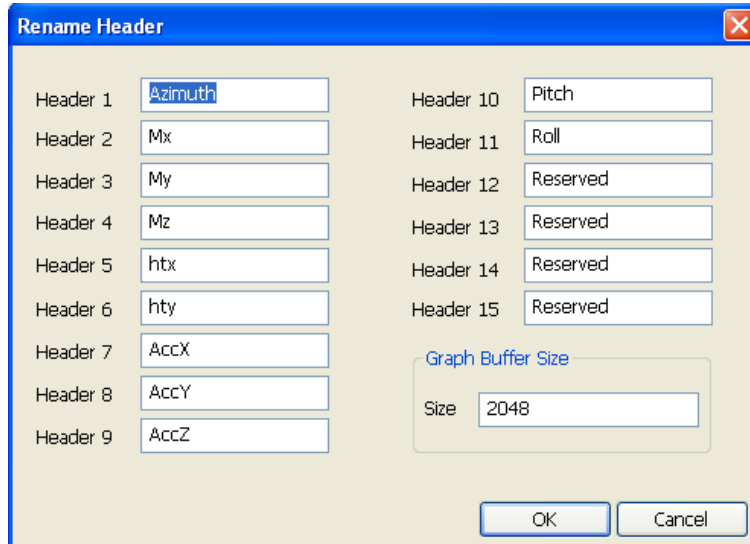 Rename Header
Header 1 Azimuth
Header 2 Mx
Header 3 My
Header 4 Mz
Header 5 htx
Header 6 hty
Header 7 AccX
Header 8 AccY
Header 9 AccZ
Header 10 Pitch
Header 11 Roll
Header 12 Reserved
Header 13 Reserved
Header 14 Reserved
Header 15 Reserved
Graph Buffer Size
Size 2048
OK Cancel